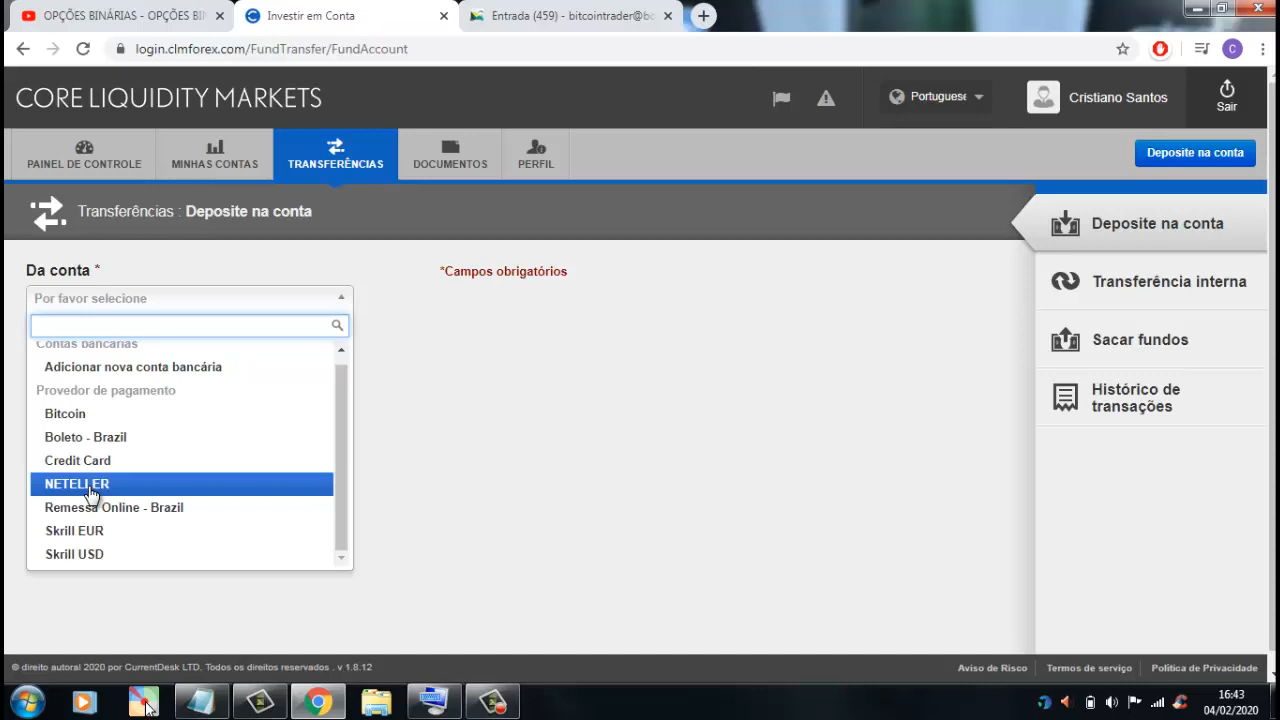 OPÇÕES BINÁRIAS - OPÇÕES BIN
Investir em Conta
Entrada (459) - bitcointrader@bo
login.clmforex.com/FundTransfer/FundAccount
C
CORE LIQUIDITY MARKETS
Portuguese
Cristiano Santos
Sair
PAINEL DE CONTROLE
MINHAS CONTAS
TRANSFERÊNCIAS
DOCUMENTOS
PERFIL
Deposite na conta
Transferências : Deposite na conta
Deposite na conta
Transferência interna
Sacar fundos
Histórico de
transações
Da conta *
*Campos obrigatórios
Por favor selecione
Contas bancárias
Adicionar nova conta bancária
Provedor de pagamento
Bitcoin
Boleto - Brazil
Credit Card
NETELLER
Remessa Online - Brazil
Skrill EUR
Skrill USD
© direito autoral 2020 por CurrentDesk LTD. Todos os direitos reservados . v 1.8.12
Aviso de Risco
Termos de serviço
Política de Privacidade
16:43
04/02/2020